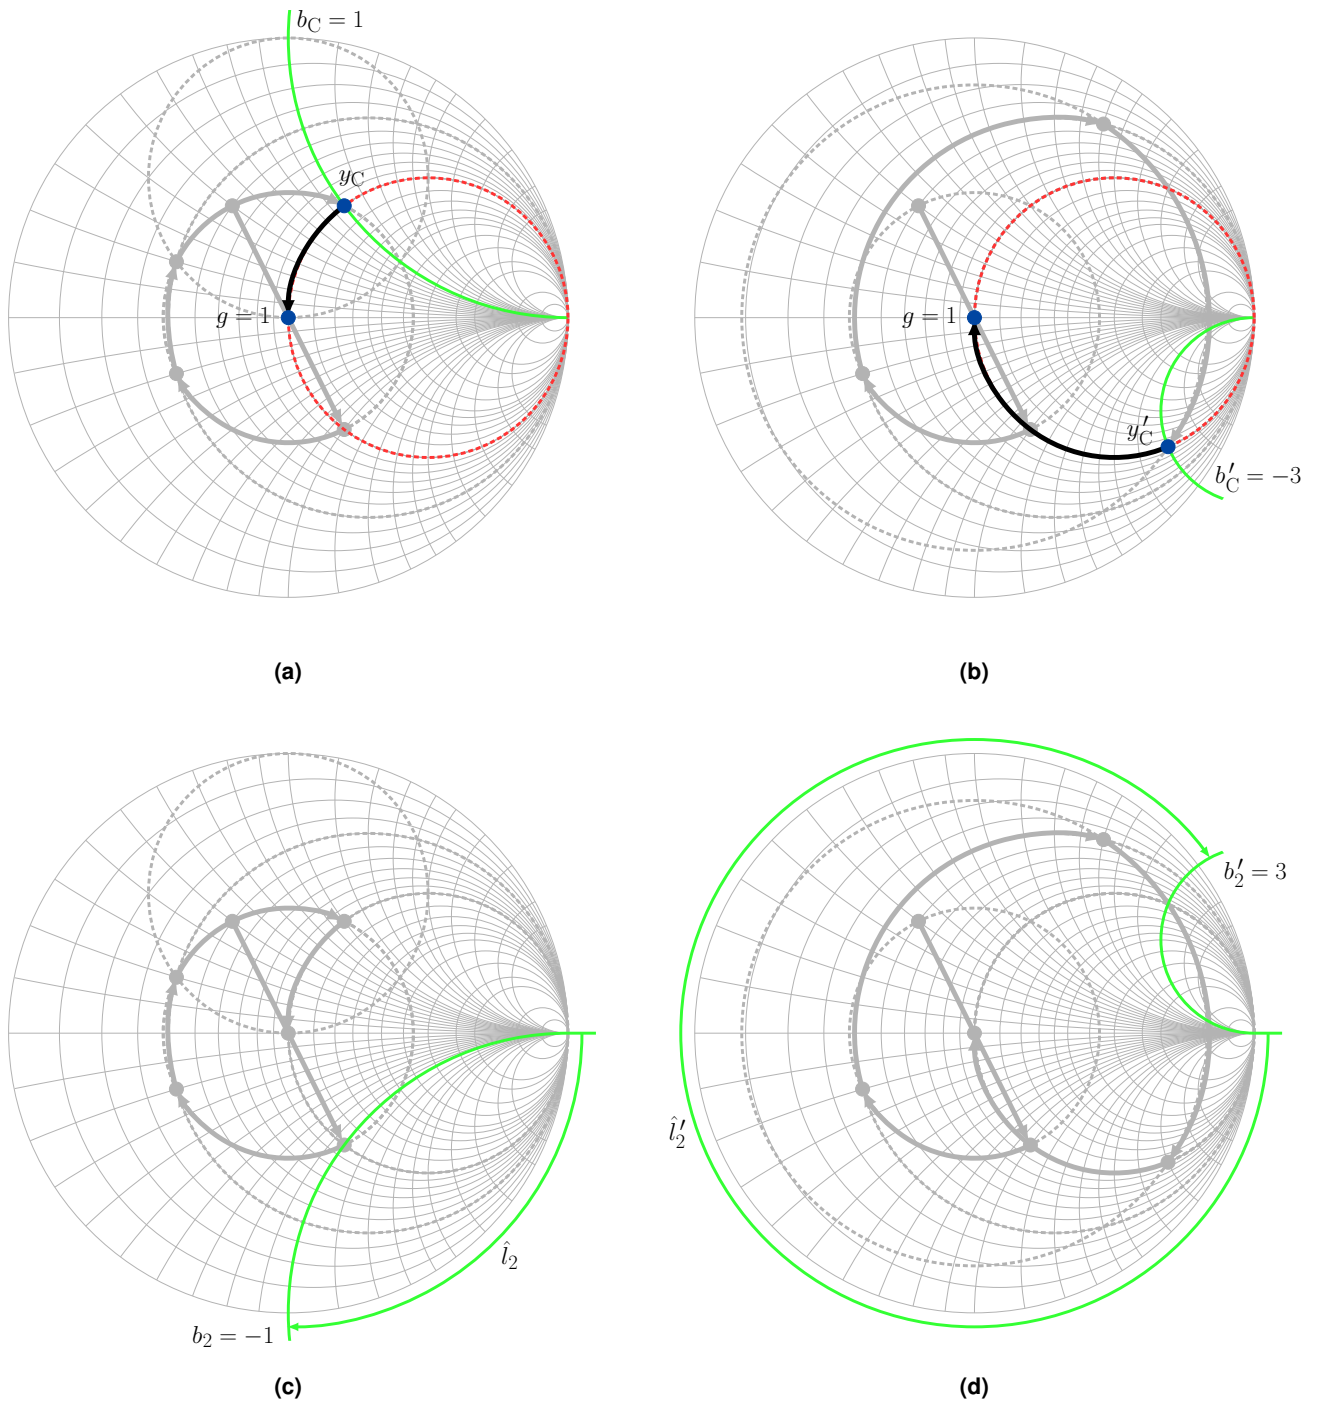 b_C = 1
y_C
g = 1
(a)
g = 1
y′_C
b′_C = −3
(b)
l̂_2
b_2 = −1
(c)
b′_2 = 3
l̂′_2
(d)